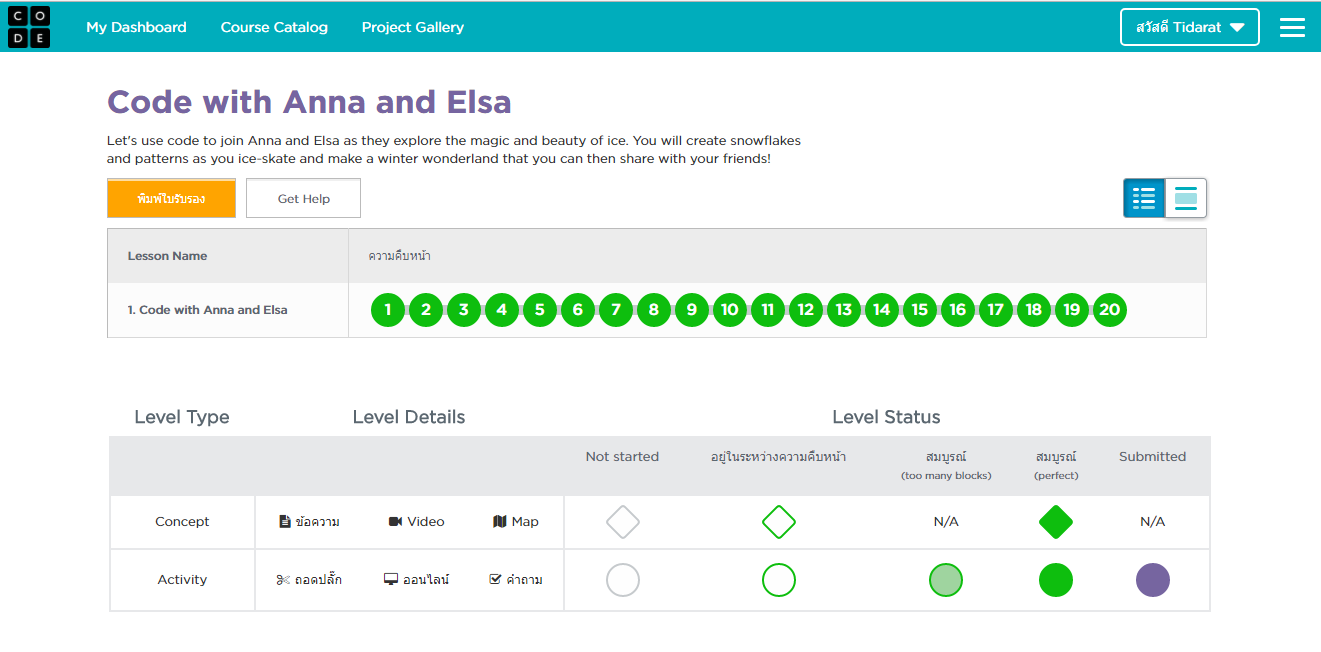 C O
D E
My Dashboard Course Catalog Project Gallery สวัสดี Tidarat
Code with Anna and Elsa
Let's use code to join Anna and Elsa as they explore the magic and beauty of ice. You will create snowflakes
and patterns as you ice-skate and make a winter wonderland that you can then share with your friends!
พิมพ์ใบรับรอง Get Help
Lesson Name ความคืบหน้า
1. Code with Anna and Elsa 1 2 3 4 5 6 7 8 9 10 11 12 13 14 15 16 17 18 19 20
Level Type Level Details Level Status
Not started อยู่ในระหว่างความคืบหน้า สมบูรณ์ สมบูรณ์ Submitted
(too many blocks) (perfect)
Concept ข้อความ Video Map N/A N/A
Activity ถอดปลั๊ก ออนไลน์ คำถาม